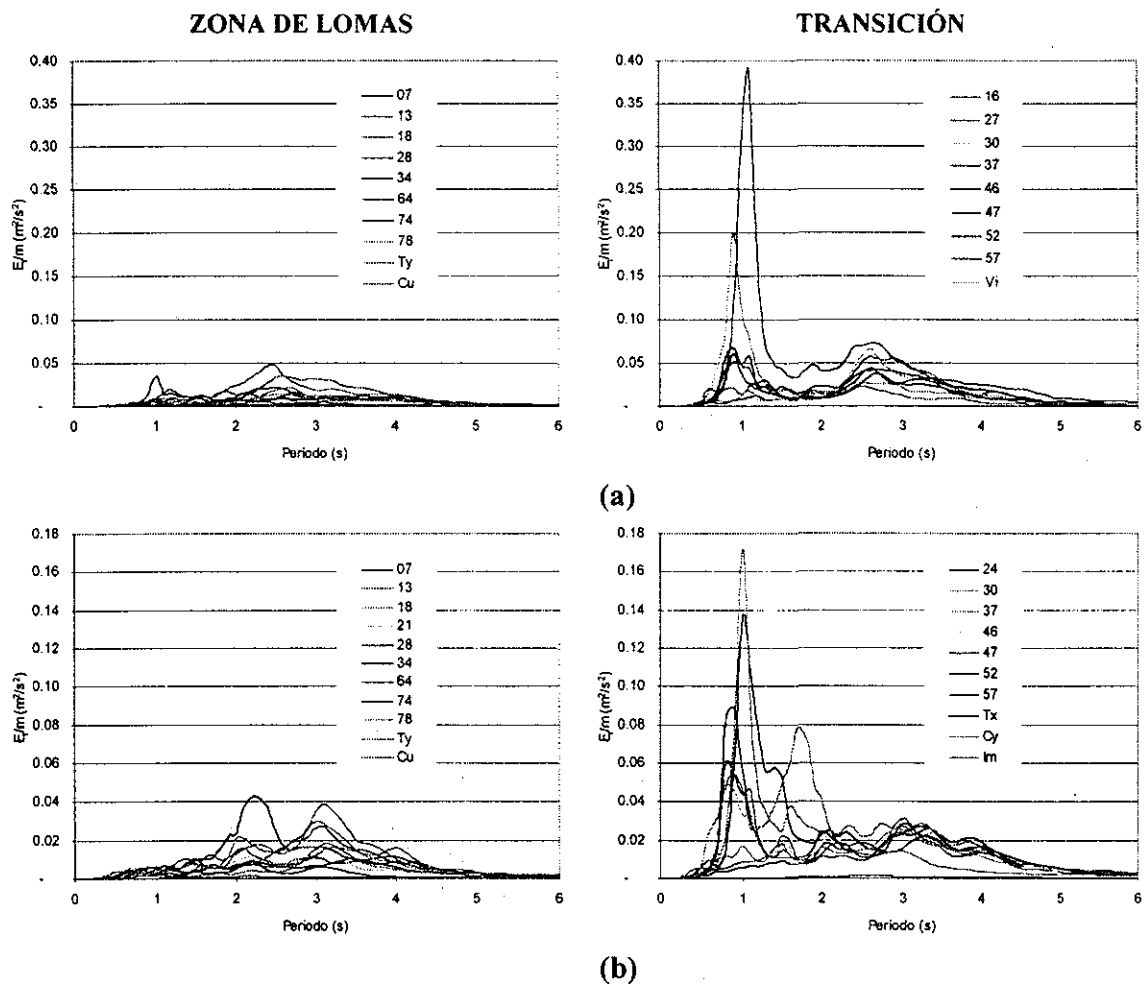 ZONA DE LOMAS
TRANSICIÓN
0.40
0.35
0.30
0.25
0.20
0.15
0.10
0.05
-
E_I/m (m²/s²)
07
13
18
28
34
64
74
78
Ty
Cu
0 1 2 3 4 5 6
Periodo (s)
0.40
0.35
0.30
0.25
0.20
0.15
0.10
0.05
-
E_I/m (m²/s²)
16
27
30
37
46
47
52
57
Vi
0 1 2 3 4 5 6
Periodo (s)
(a)
0.18
0.16
0.14
0.12
0.10
0.08
0.06
0.04
0.02
-
E_I/m (m²/s²)
07
13
18
21
28
34
64
74
78
Ty
Cu
0 1 2 3 4 5 6
Periodo (s)
0.18
0.16
0.14
0.12
0.10
0.08
0.06
0.04
0.02
-
E_I/m (m²/s²)
24
30
37
46
47
52
57
Tx
Cy
Im
0 1 2 3 4 5 6
Periodo (s)
(b)